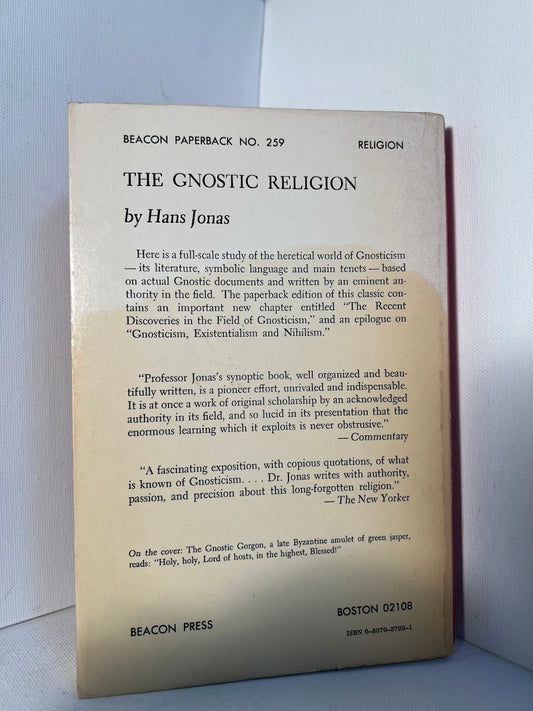 BEACON PAPERBACK NO. 259 RELIGION
THE GNOSTIC RELIGION
by Hans Jonas
Here is a full-scale study of the heretical world of Gnosticism
— its literature, symbolic language and main tenets — based
on actual Gnostic documents and written by an eminent au-
thority in the field. The paperback edition of this classic con-
tains an important new chapter entitled "The Recent
Discoveries in the Field of Gnosticism," and an epilogue on
"Gnosticism, Existentialism and Nihilism."
"Professor Jonas's synoptic book, well organized and beau-
tifully written, is a pioneer effort, unrivaled and indispensable.
It is at once a work of original scholarship by an acknowledged
authority in its field, and so lucid in its presentation that the
enormous learning which it exploits is never obstrusive."
— Commentary
"A fascinating exposition, with copious quotations, of what
is known of Gnosticism. . . . Dr. Jonas writes with authority,
passion, and precision about this long-forgotten religion."
— The New Yorker
On the cover: The Gnostic Gorgon, a late Byzantine amulet of green jasper,
reads: "Holy, holy, Lord of hosts, in the highest, Blessed!"
BEACON PRESS BOSTON 02108
ISBN 0-8070-5799-1